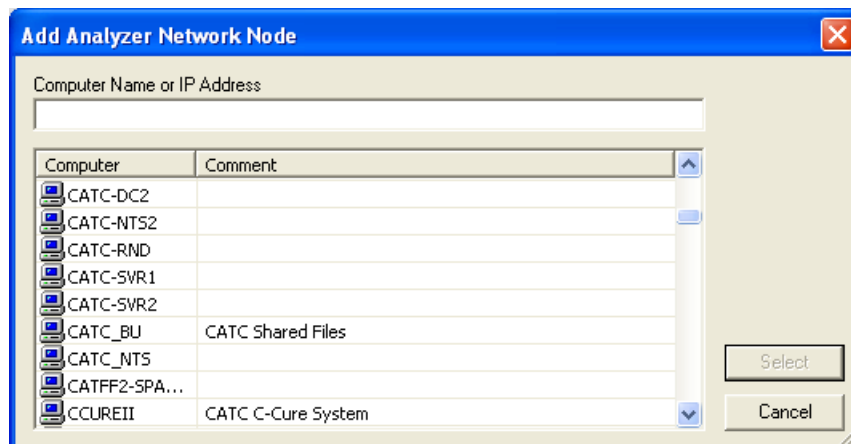 Add Analyzer Network Node
Computer Name or IP Address
Computer Comment
CATC-DC2
CATC-NTS2
CATC-RND
CATC-SVR1
CATC-SVR2
CATC_BU CATC Shared Files
CATC_NTS
CATFF2-SPA...
CCUREII CATC C-Cure System
Select
Cancel